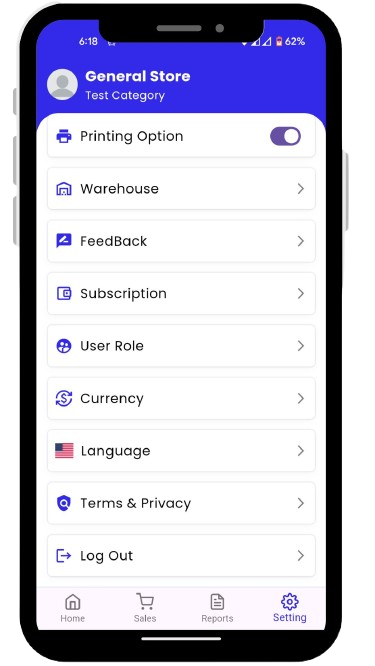 6:18
62%
General Store
Test Category
Printing Option
Warehouse
FeedBack
Subscription
User Role
Currency
Language
Terms & Privacy
Log Out
Home
Sales
Reports
Setting